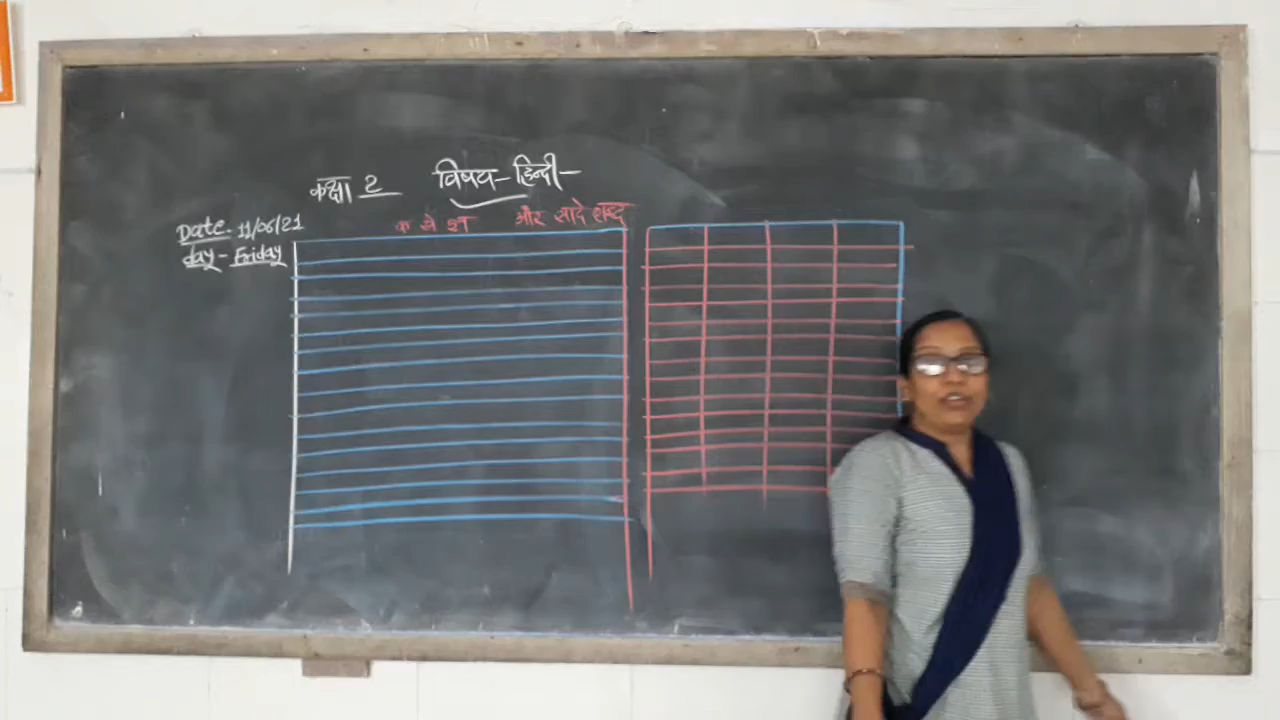 कक्षा 2 विषय - हिन्दी -
Date - 11/06/21
day - Friday
क से ज्ञ और सादे शब्द